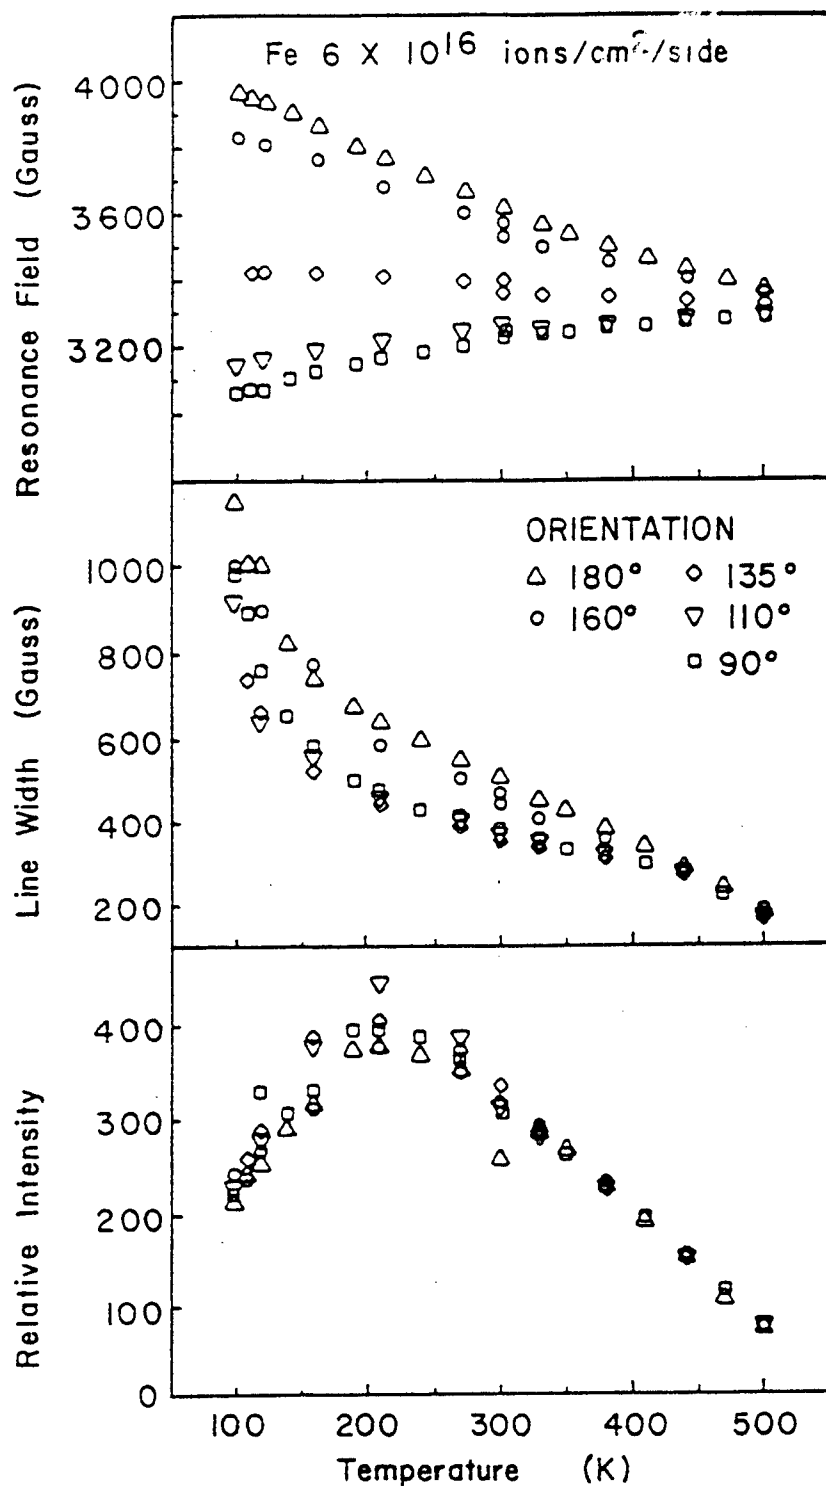 Fe 6 X 10¹⁶ ions/cm²/side
Resonance Field (Gauss)
4000
3600
3200
ORIENTATION
△ 180° ◇ 135°
○ 160° ▽ 110°
□ 90°
Line Width (Gauss)
1000
800
600
400
200
Relative Intensity
400
300
200
100
0
100 200 300 400 500
Temperature (K)